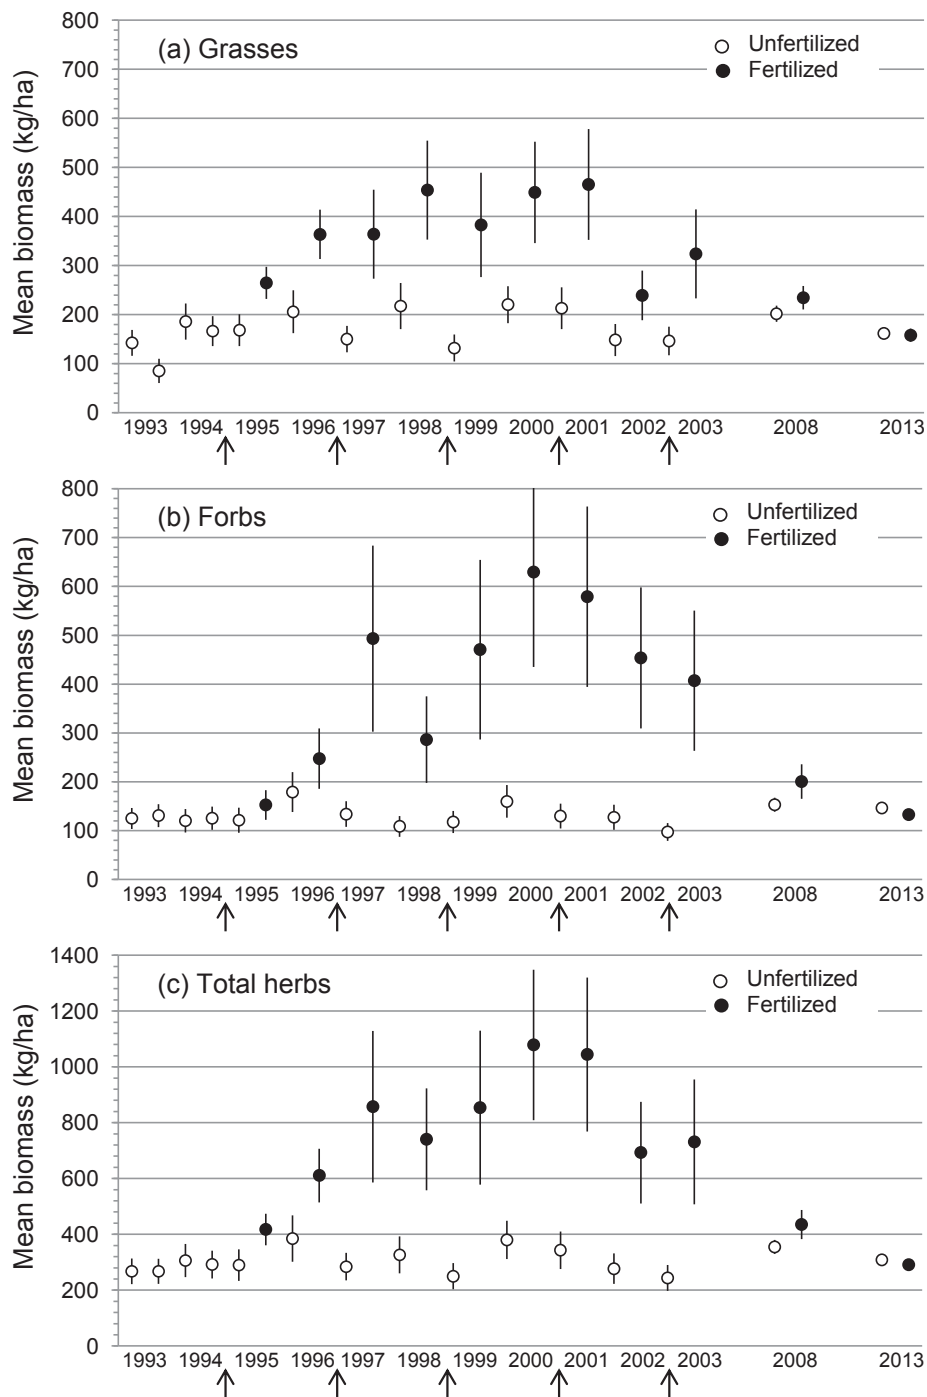 800
(a) Grasses
Unfertilized
Fertilized
700
600
500
400
300
200
100
0
Mean biomass (kg/ha)
1993 1994 1995 1996 1997 1998 1999 2000 2001 2002 2003 2008 2013
800
(b) Forbs
Unfertilized
Fertilized
700
600
500
400
300
200
100
0
Mean biomass (kg/ha)
1993 1994 1995 1996 1997 1998 1999 2000 2001 2002 2003 2008 2013
1400
(c) Total herbs
Unfertilized
Fertilized
1200
1000
800
600
400
200
0
Mean biomass (kg/ha)
1993 1994 1995 1996 1997 1998 1999 2000 2001 2002 2003 2008 2013